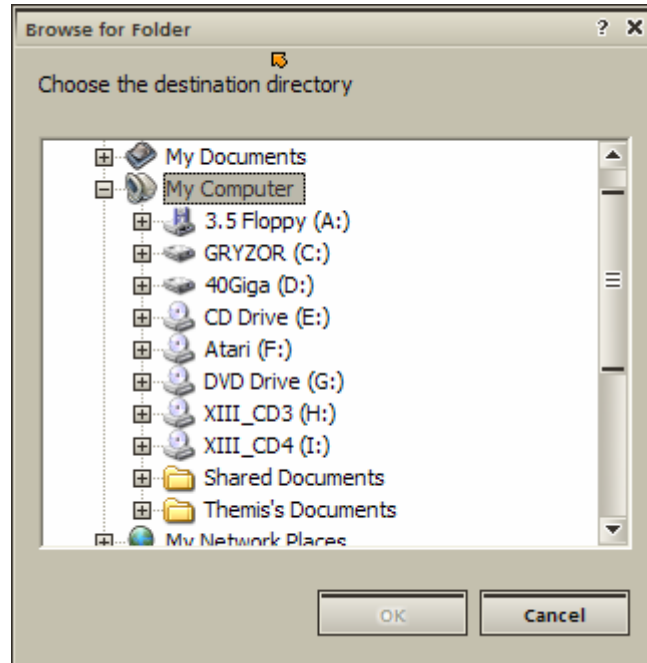 Browse for Folder ? X
Choose the destination directory
My Documents
My Computer
3.5 Floppy (A:)
GRYZOR (C:)
40Giga (D:)
CD Drive (E:)
Atari (F:)
DVD Drive (G:)
XIII_CD3 (H:)
XIII_CD4 (I:)
Shared Documents
Themis's Documents
My Network Places
OK Cancel